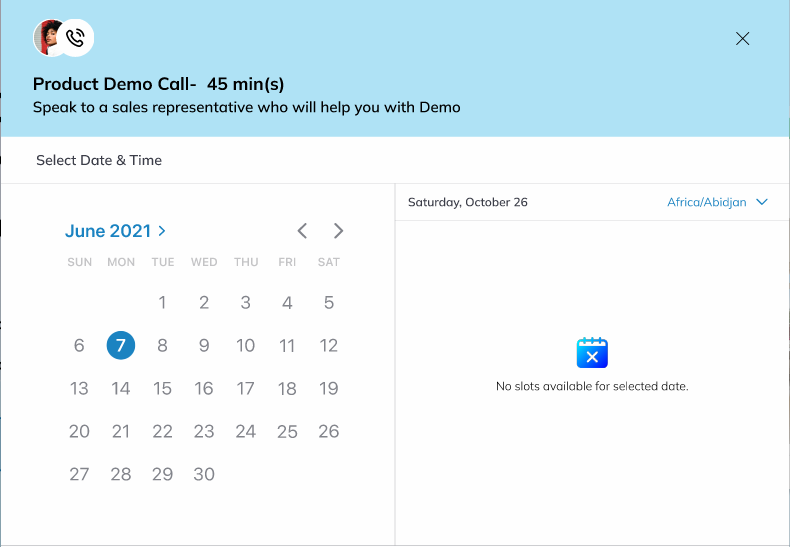 Product Demo Call-  45 min(s)
Speak to a sales representative who will help you with Demo
Select Date & Time
June 2021
SUN MON TUE WED THU FRI SAT
1 2 3 4 5
6 7 8 9 10 11 12
13 14 15 16 17 18 19
20 21 22 23 24 25 26
27 28 29 30
Saturday, October 26
Africa/Abidjan
No slots available for selected date.